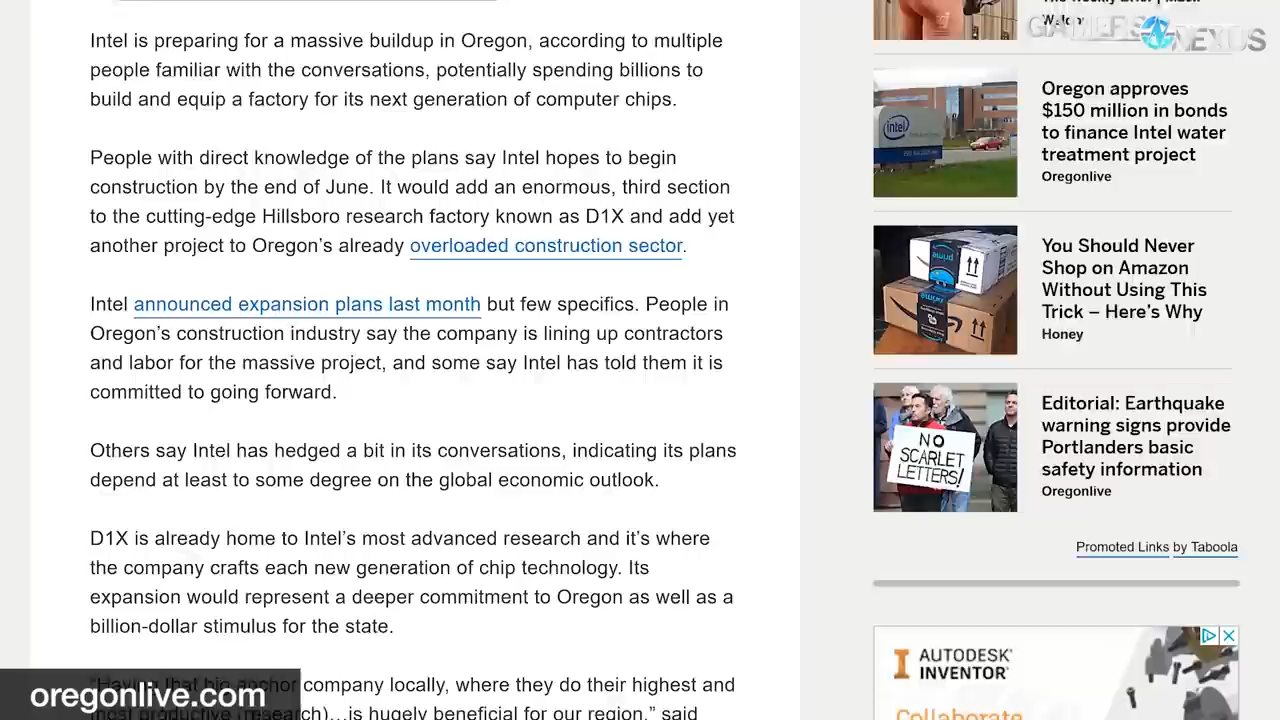 Intel is preparing for a massive buildup in Oregon, according to multiple
people familiar with the conversations, potentially spending billions to
build and equip a factory for its next generation of computer chips.
People with direct knowledge of the plans say Intel hopes to begin
construction by the end of June. It would add an enormous, third section
to the cutting-edge Hillsboro research factory known as D1X and add yet
another project to Oregon’s already overloaded construction sector.
Intel announced expansion plans last month but few specifics. People in
Oregon’s construction industry say the company is lining up contractors
and labor for the massive project, and some say Intel has told them it is
committed to going forward.
Others say Intel has hedged a bit in its conversations, indicating its plans
depend at least to some degree on the global economic outlook.
D1X is already home to Intel’s most advanced research and it’s where
the company crafts each new generation of chip technology. Its
expansion would represent a deeper commitment to Oregon as well as a
billion-dollar stimulus for the state.
“Having that big anchor company locally, where they do their highest and
most productive (research)…is hugely beneficial for our region,” said
oregonlive.com
GAMERS NEXUS
intel
Oregon approves
$150 million in bonds
to finance Intel water
treatment project
Oregonlive
prime
You Should Never
Shop on Amazon
Without Using This
Trick – Here’s Why
Honey
NO
SCARLET
LETTERS!
Editorial: Earthquake
warning signs provide
Portlanders basic
safety information
Oregonlive
Promoted Links by Taboola
AUTODESK
INVENTOR
Collaborate